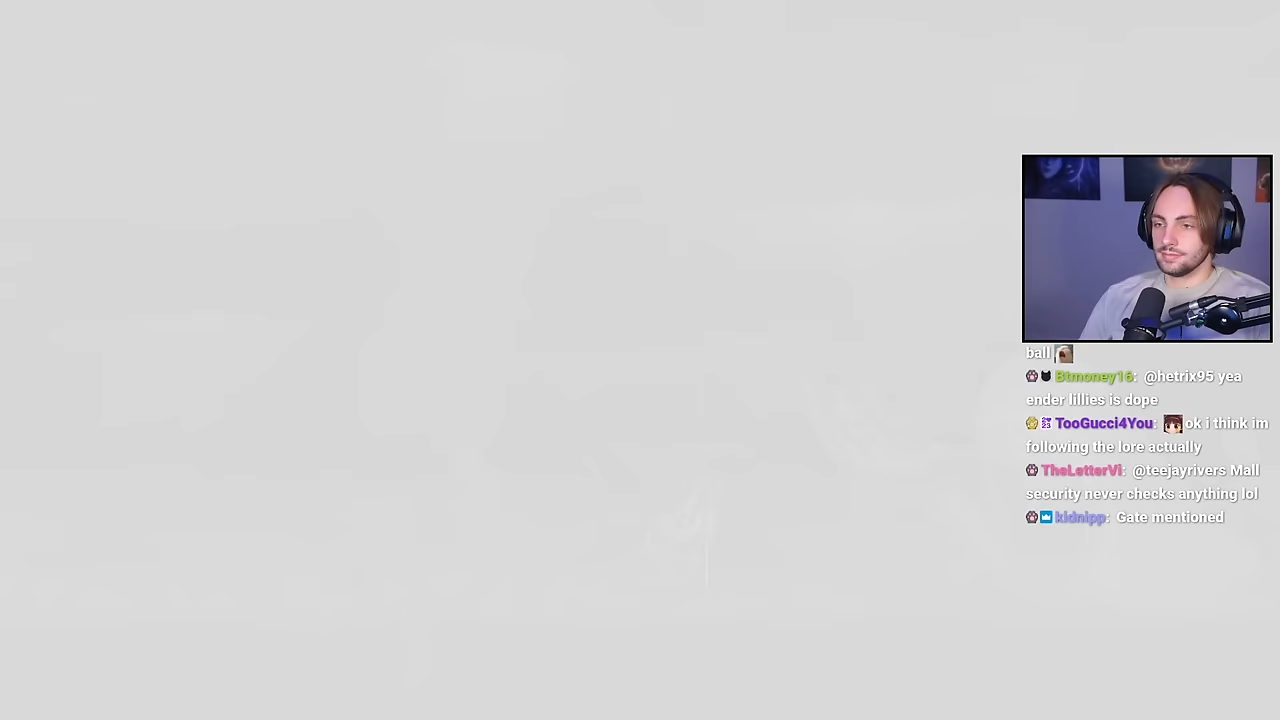 ball
Btmoney16: @hetrix95 yea
ender lillies is dope
TooGucci4You: ok i think im
following the lore actually
TheLetterVi: @teejayrivers Mall
security never checks anything lol
kidnipp: Gate mentioned